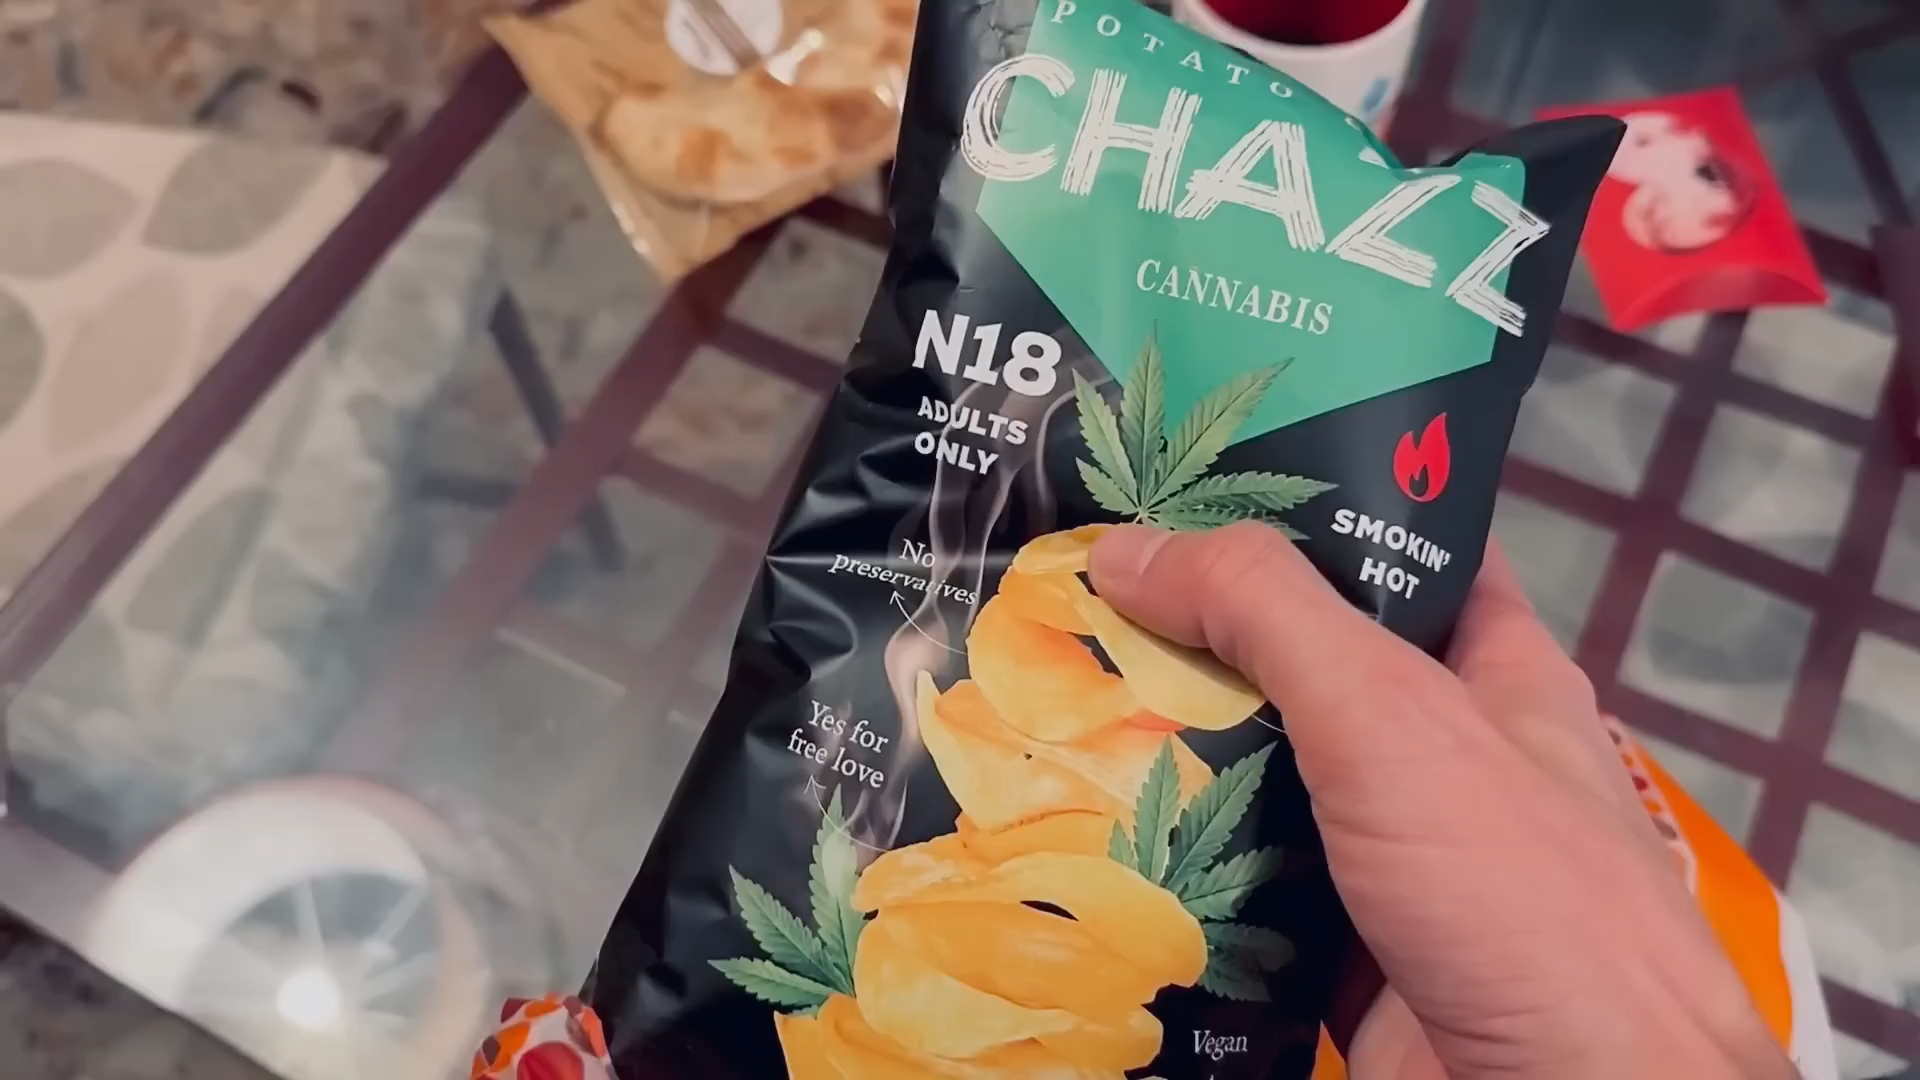 POTATO
CHAZZ
CANNABIS
N18
ADULTS
ONLY
SMOKIN'
HOT
No
preservatives
Yes for
free love
Vegan